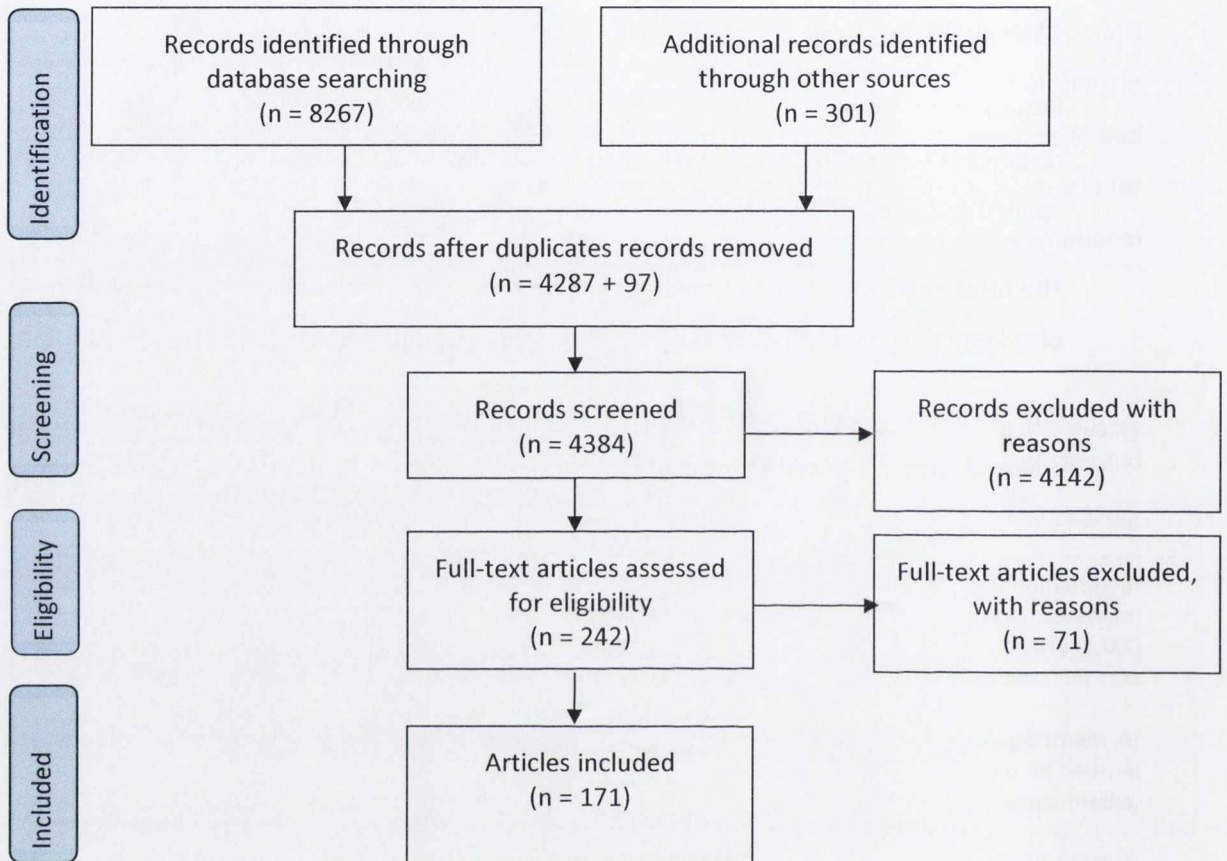 Identification
Records identified through
database searching
(n = 8267)
Additional records identified
through other sources
(n = 301)
Records after duplicates records removed
(n = 4287 + 97)
Screening
Records screened
(n = 4384)
Records excluded with
reasons
(n = 4142)
Eligibility
Full-text articles assessed
for eligibility
(n = 242)
Full-text articles excluded,
with reasons
(n = 71)
Included
Articles included
(n = 171)